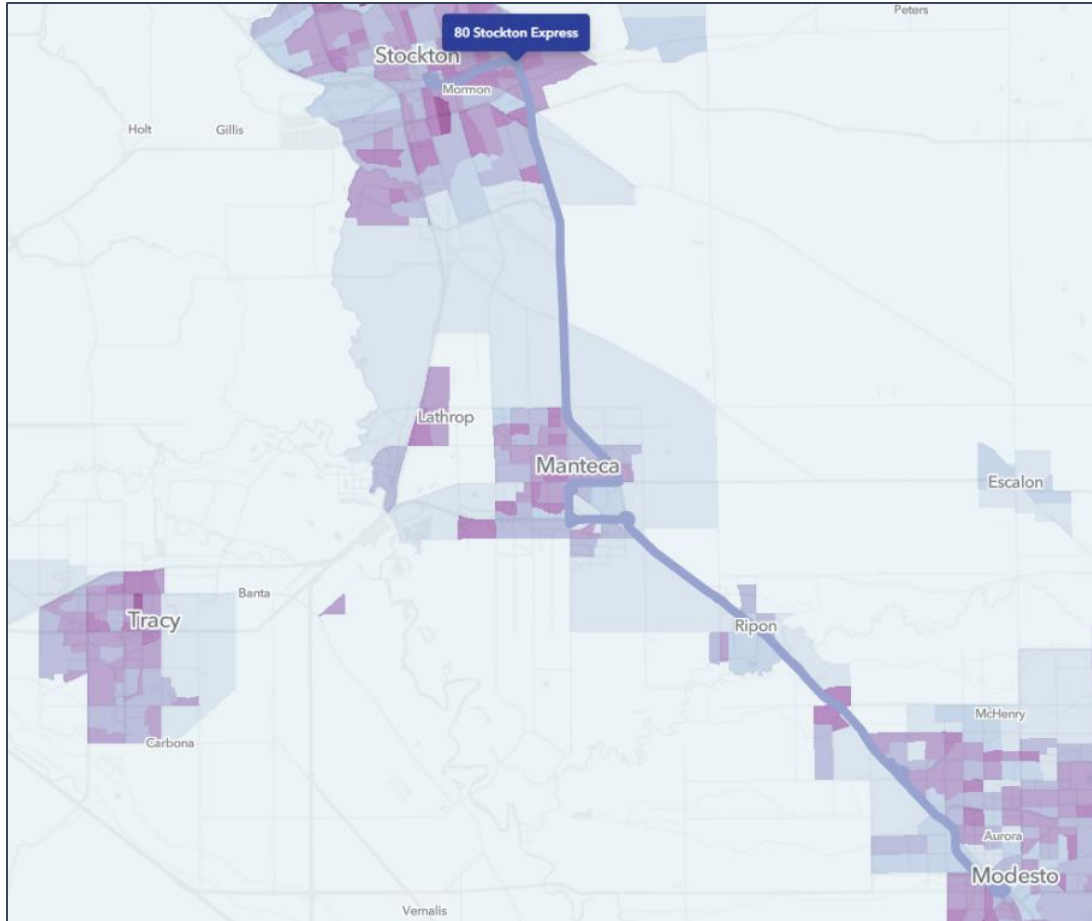 Peters
80 Stockton Express
Stockton
Mormon
Holt
Gillis
Lathrop
Manteca
Escalon
Banta
Tracy
Ripon
McHenry
Carbona
Aurora
Modesto
Vernalis